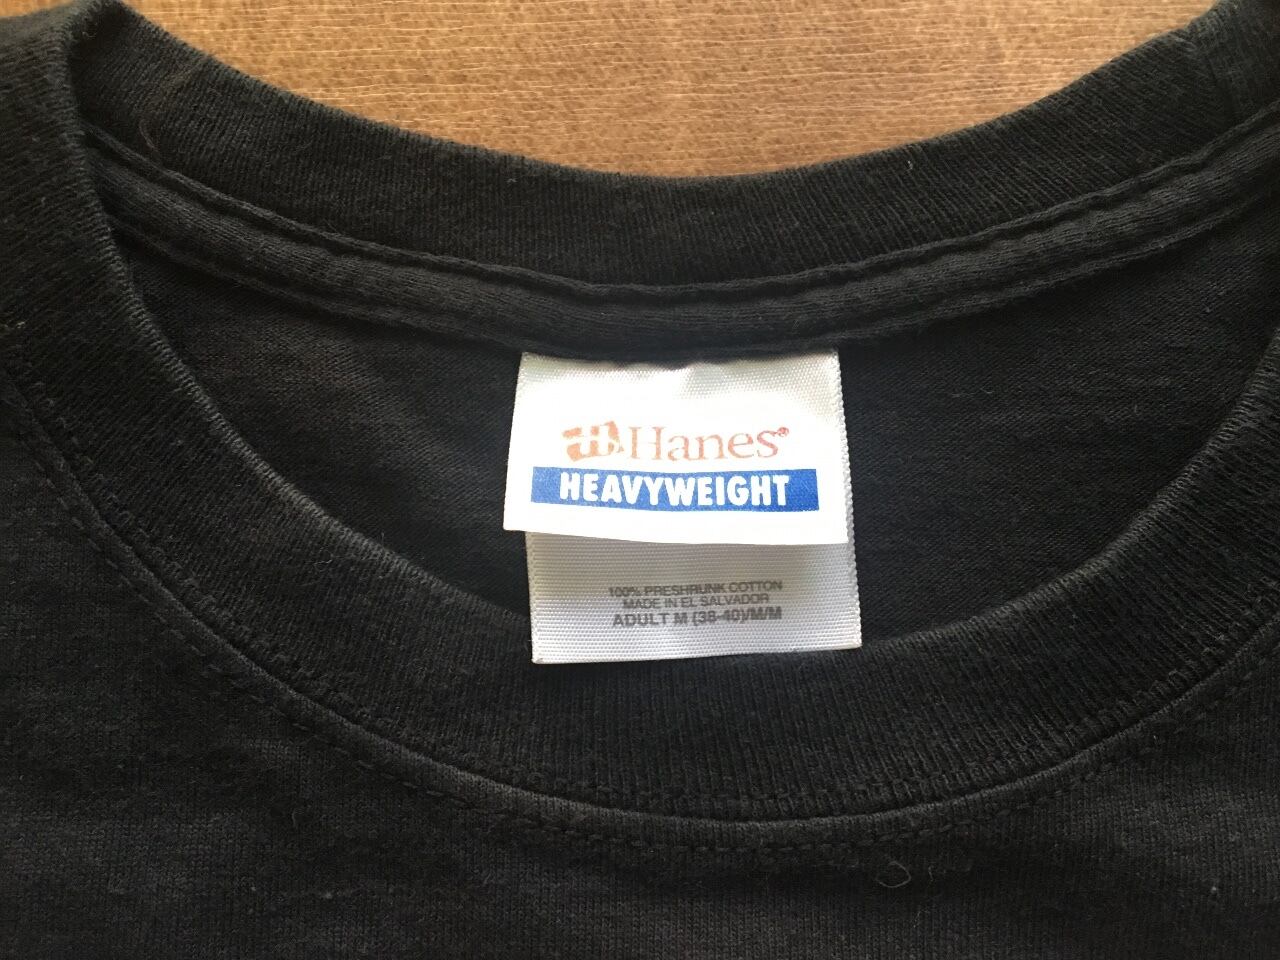 H Hanes®
HEAVYWEIGHT
100% PRESHRUNK COTTON
MADE IN EL SALVADOR
ADULT M (38-40)/M/M